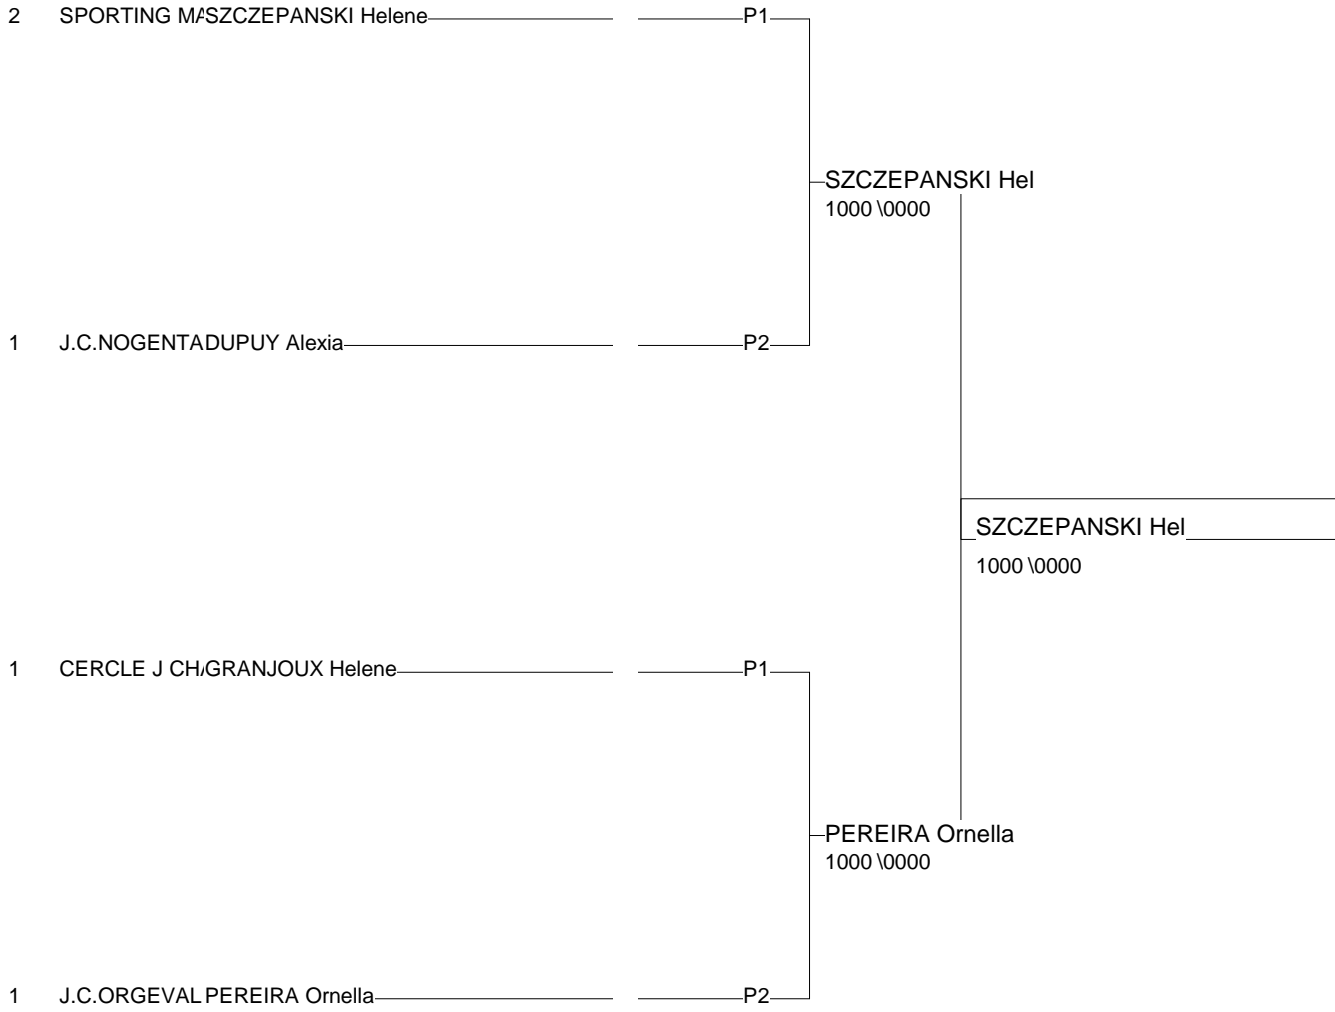 2 SPORTING MASZCZEPANSKI Helene P1
SZCZEPANSKI Hel
1000 \0000
1 J.C.NOGENTADUPUY Alexia P2
SZCZEPANSKI Hel
1000 \0000
1 CERCLE J CHAGRANJOUX Helene P1
PEREIRA Ornella
1000 \0000
1 J.C.ORGEVAL PEREIRA Ornella P2